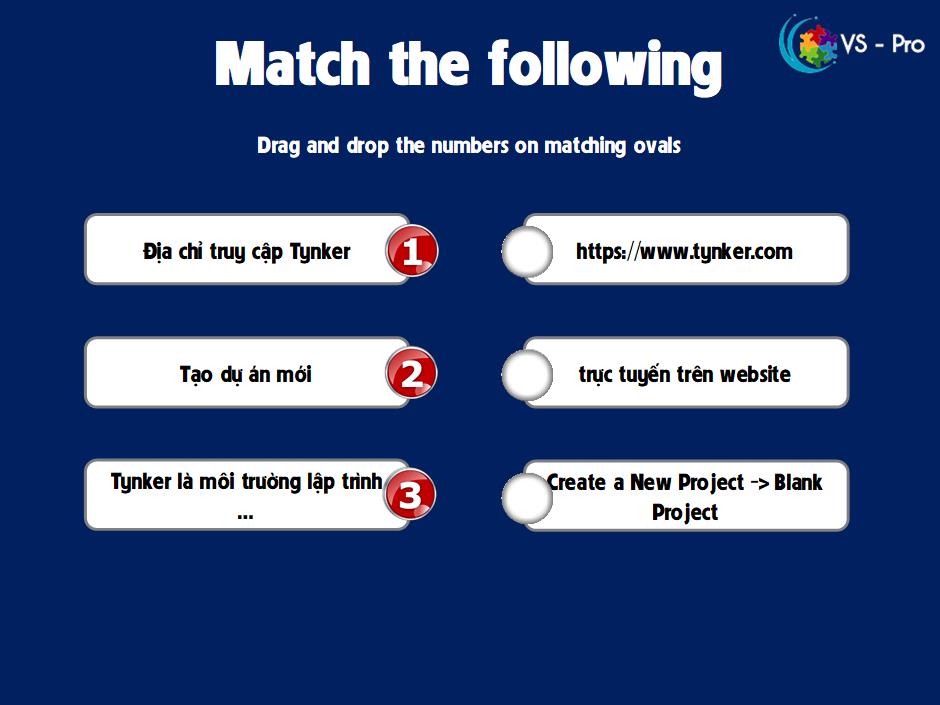 VS - Pro
Match the following
Drag and drop the numbers on matching ovals
Địa chỉ truy cập Tynker
1
https://www.tynker.com
Tạo dự án mới
2
trực tuyến trên website
Tynker là môi trường lập trình
...
3
Create a New Project -> Blank
Project